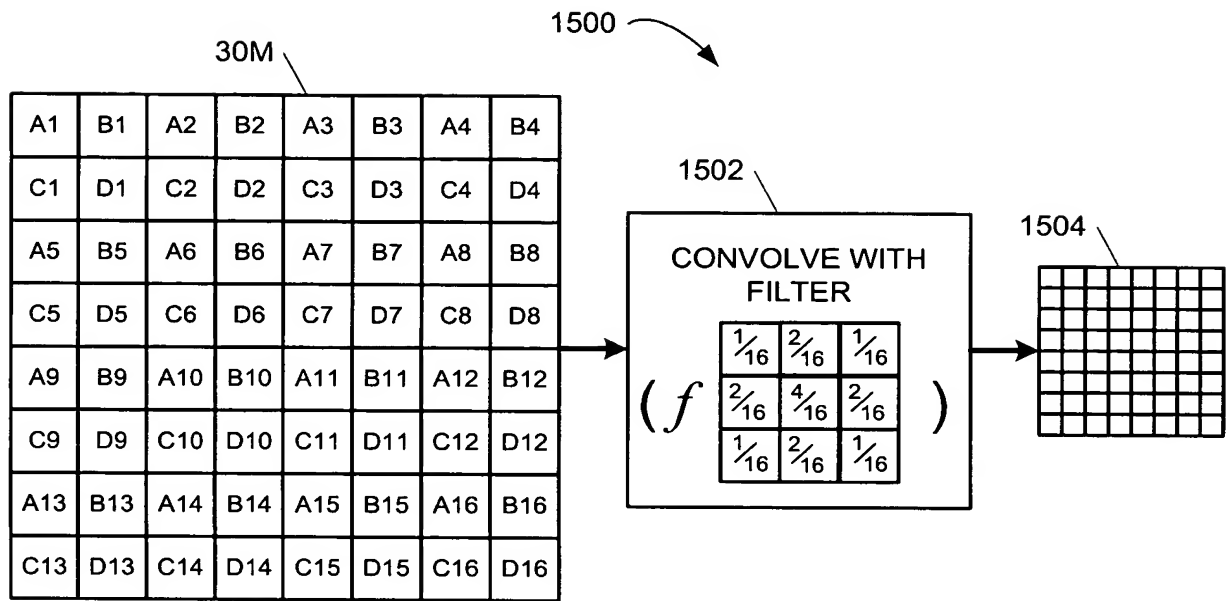 1500
30M
A1 B1 A2 B2 A3 B3 A4 B4
C1 D1 C2 D2 C3 D3 C4 D4
A5 B5 A6 B6 A7 B7 A8 B8
C5 D5 C6 D6 C7 D7 C8 D8
A9 B9 A10 B10 A11 B11 A12 B12
C9 D9 C10 D10 C11 D11 C12 D12
A13 B13 A14 B14 A15 B15 A16 B16
C13 D13 C14 D14 C15 D15 C16 D16
1502
CONVOLVE WITH
FILTER
1/16 2/16 1/16
( f 2/16 4/16 2/16 )
1/16 2/16 1/16
1504